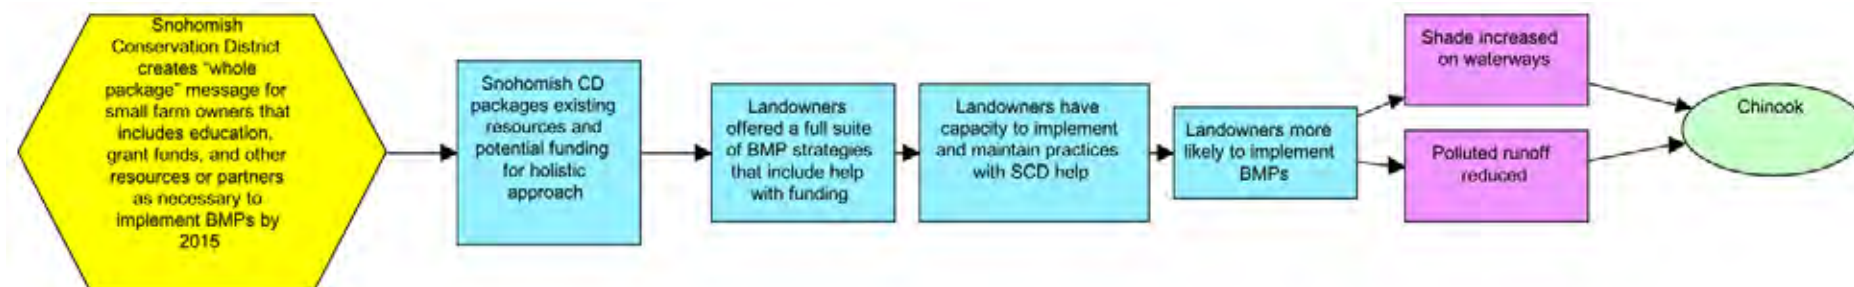 Snohomish
Conservation District
creates "whole
package" message for
small farm owners that
includes education,
grant funds, and other
resources or partners
as necessary to
implement BMPs by
2015
Snohomish CD
packages existing
resources and
potential funding
for holistic
approach
Landowners
offered a full suite
of BMP strategies
that include help
with funding
Landowners have
capacity to implement
and maintain practices
with SCD help
Landowners more
likely to implement
BMPs
Shade increased
on waterways
Polluted runoff
reduced
Chinook